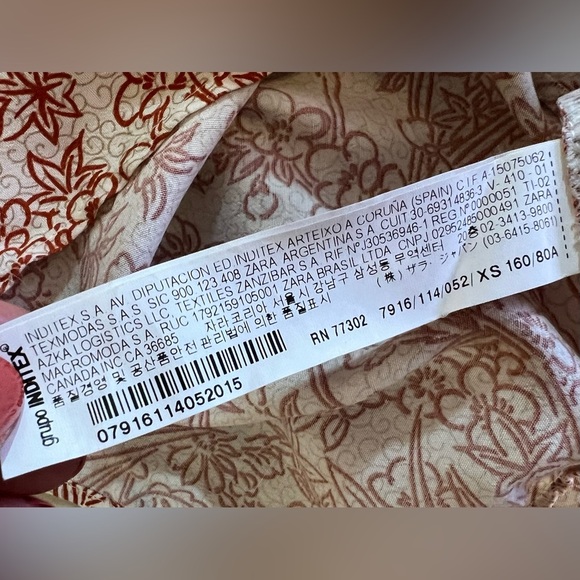 grupo INDITEX
INDITEX S A AV. DIPUTACION ED INDITEX ARTEIXO A CORUÑA (SPAIN) C I F A-15075062
TEXMODAS S A S SIC 900 123 408 ZARA ARGENTINA S A CUIT 30-69314836-3 V-410-01
AZKA LOGISTICS LLC, TEXTILES ZANZIBAR S A RIF Nº J30536946-1 REG Nº 0000051 TI-02
MACROMODA S A, RUC 1792159105001 ZARA BRASIL LTDA, CNPJ 02952485000491 ZARA
CANADA INC CA 36685 자라코리아 서울시 강남구 삼성동 무역센터 02-3413-9800
품질경영 및 공산품안전 관리법에 의한 품질표시 (株) ザラ・ジャパン (03-6415-8061)
RN 77302 7916/114/052/ XS 160/80A
07916114052015